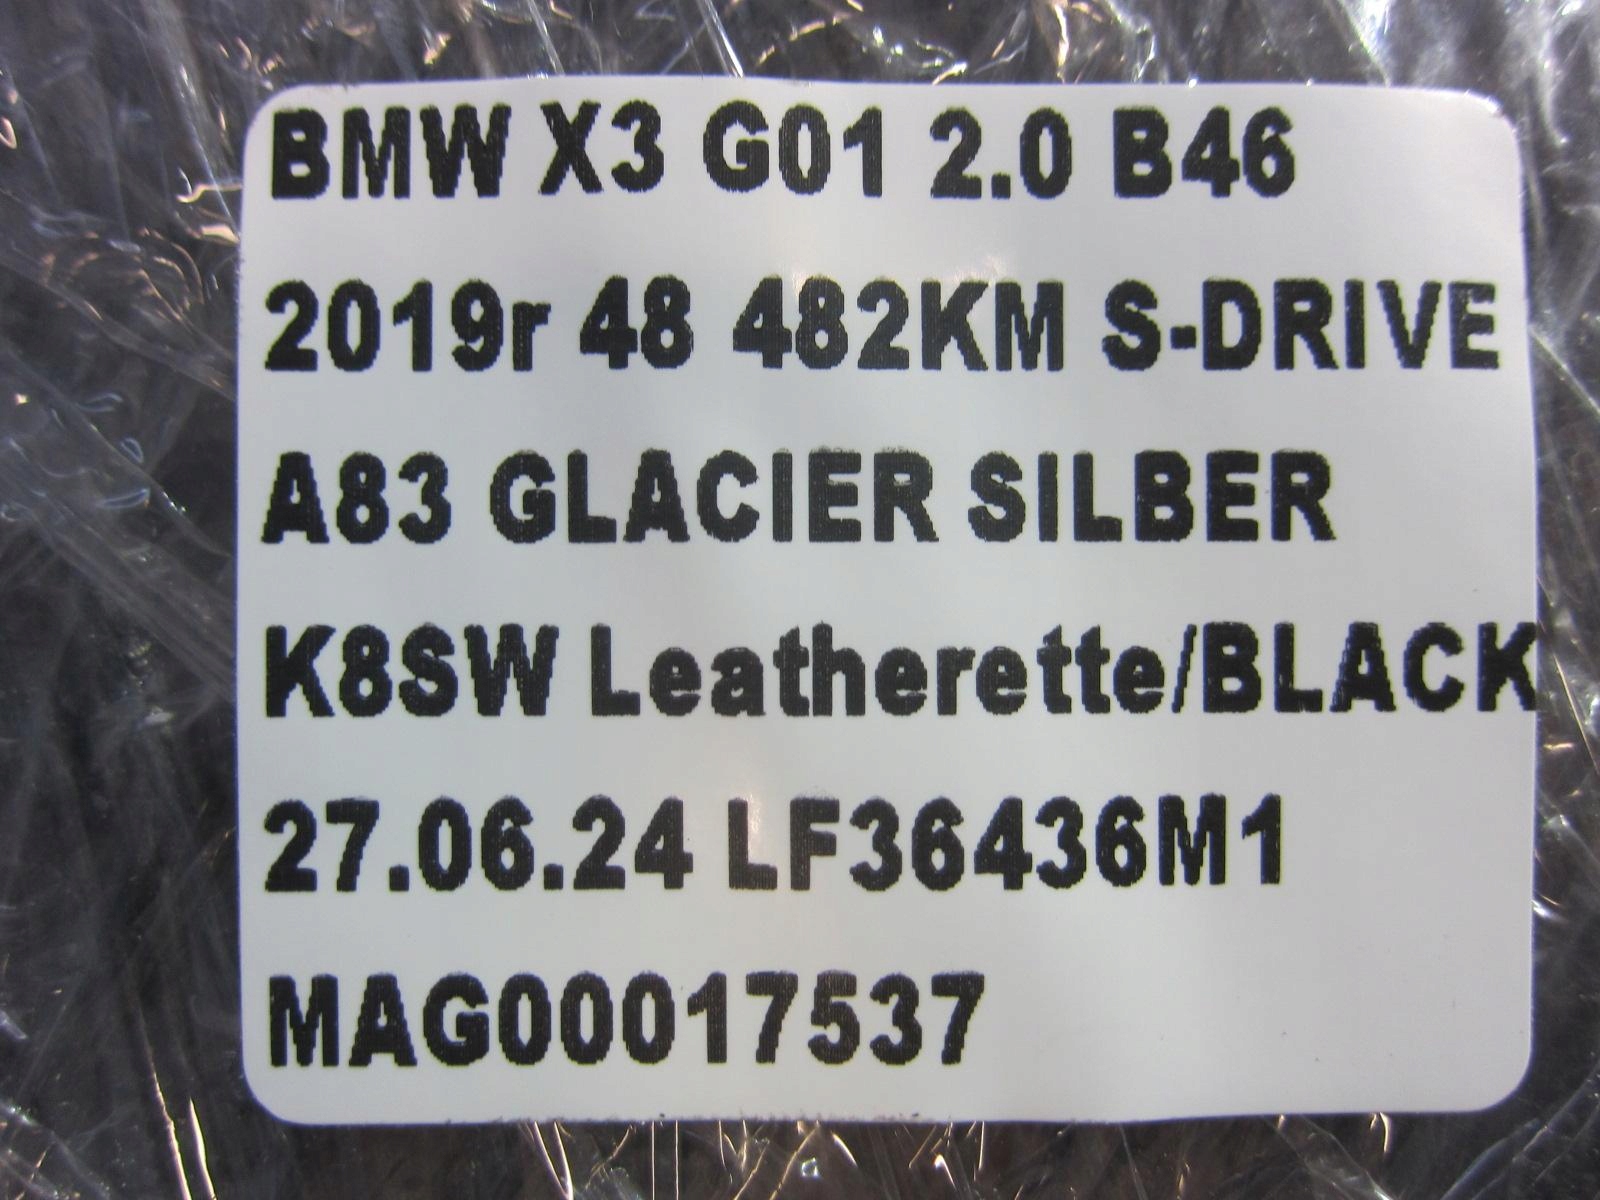 BMW X3 G01 2.0 B46
2019r 48 482KM S-DRIVE
A83 GLACIER SILBER
K8SW Leatherette/BLACK
27.06.24 LF36436M1
MAG00017537